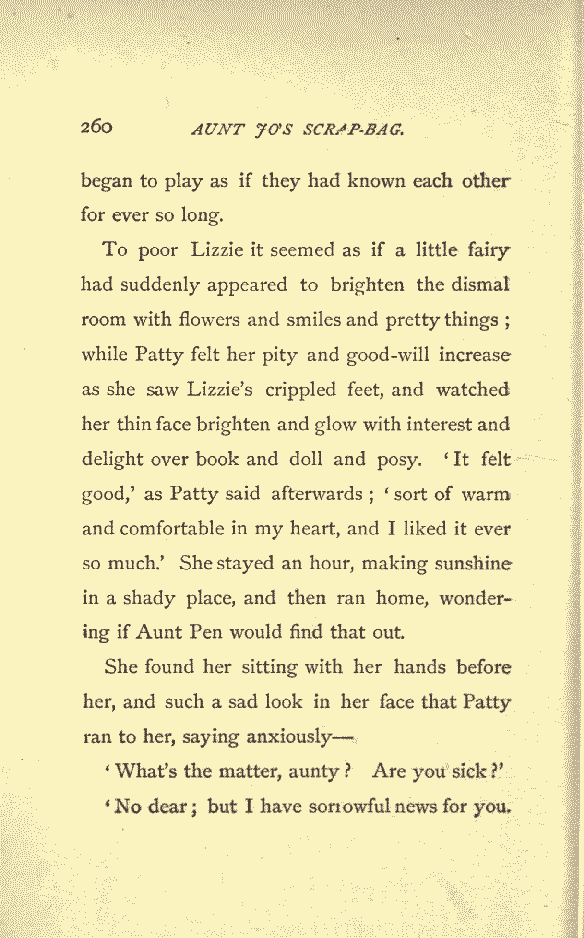 260 AUNT JO'S SCRAP-BAG.
began to play as if they had known each other
for ever so long.
To poor Lizzie it seemed as if a little fairy
had suddenly appeared to brighten the dismal
room with flowers and smiles and pretty things ;
while Patty felt her pity and good-will increase
as she saw Lizzie's crippled feet, and watched
her thin face brighten and glow with interest and
delight over book and doll and posy. ‘It felt
good,’ as Patty said afterwards ; ‘sort of warm
and comfortable in my heart, and I liked it ever
so much.’ She stayed an hour, making sunshine
in a shady place, and then ran home, wonder-
ing if Aunt Pen would find that out.
She found her sitting with her hands before
her, and such a sad look in her face that Patty
ran to her, saying anxiously—
‘What's the matter, aunty ? Are you sick ?’
‘No dear ; but I have sorrowful news for you.